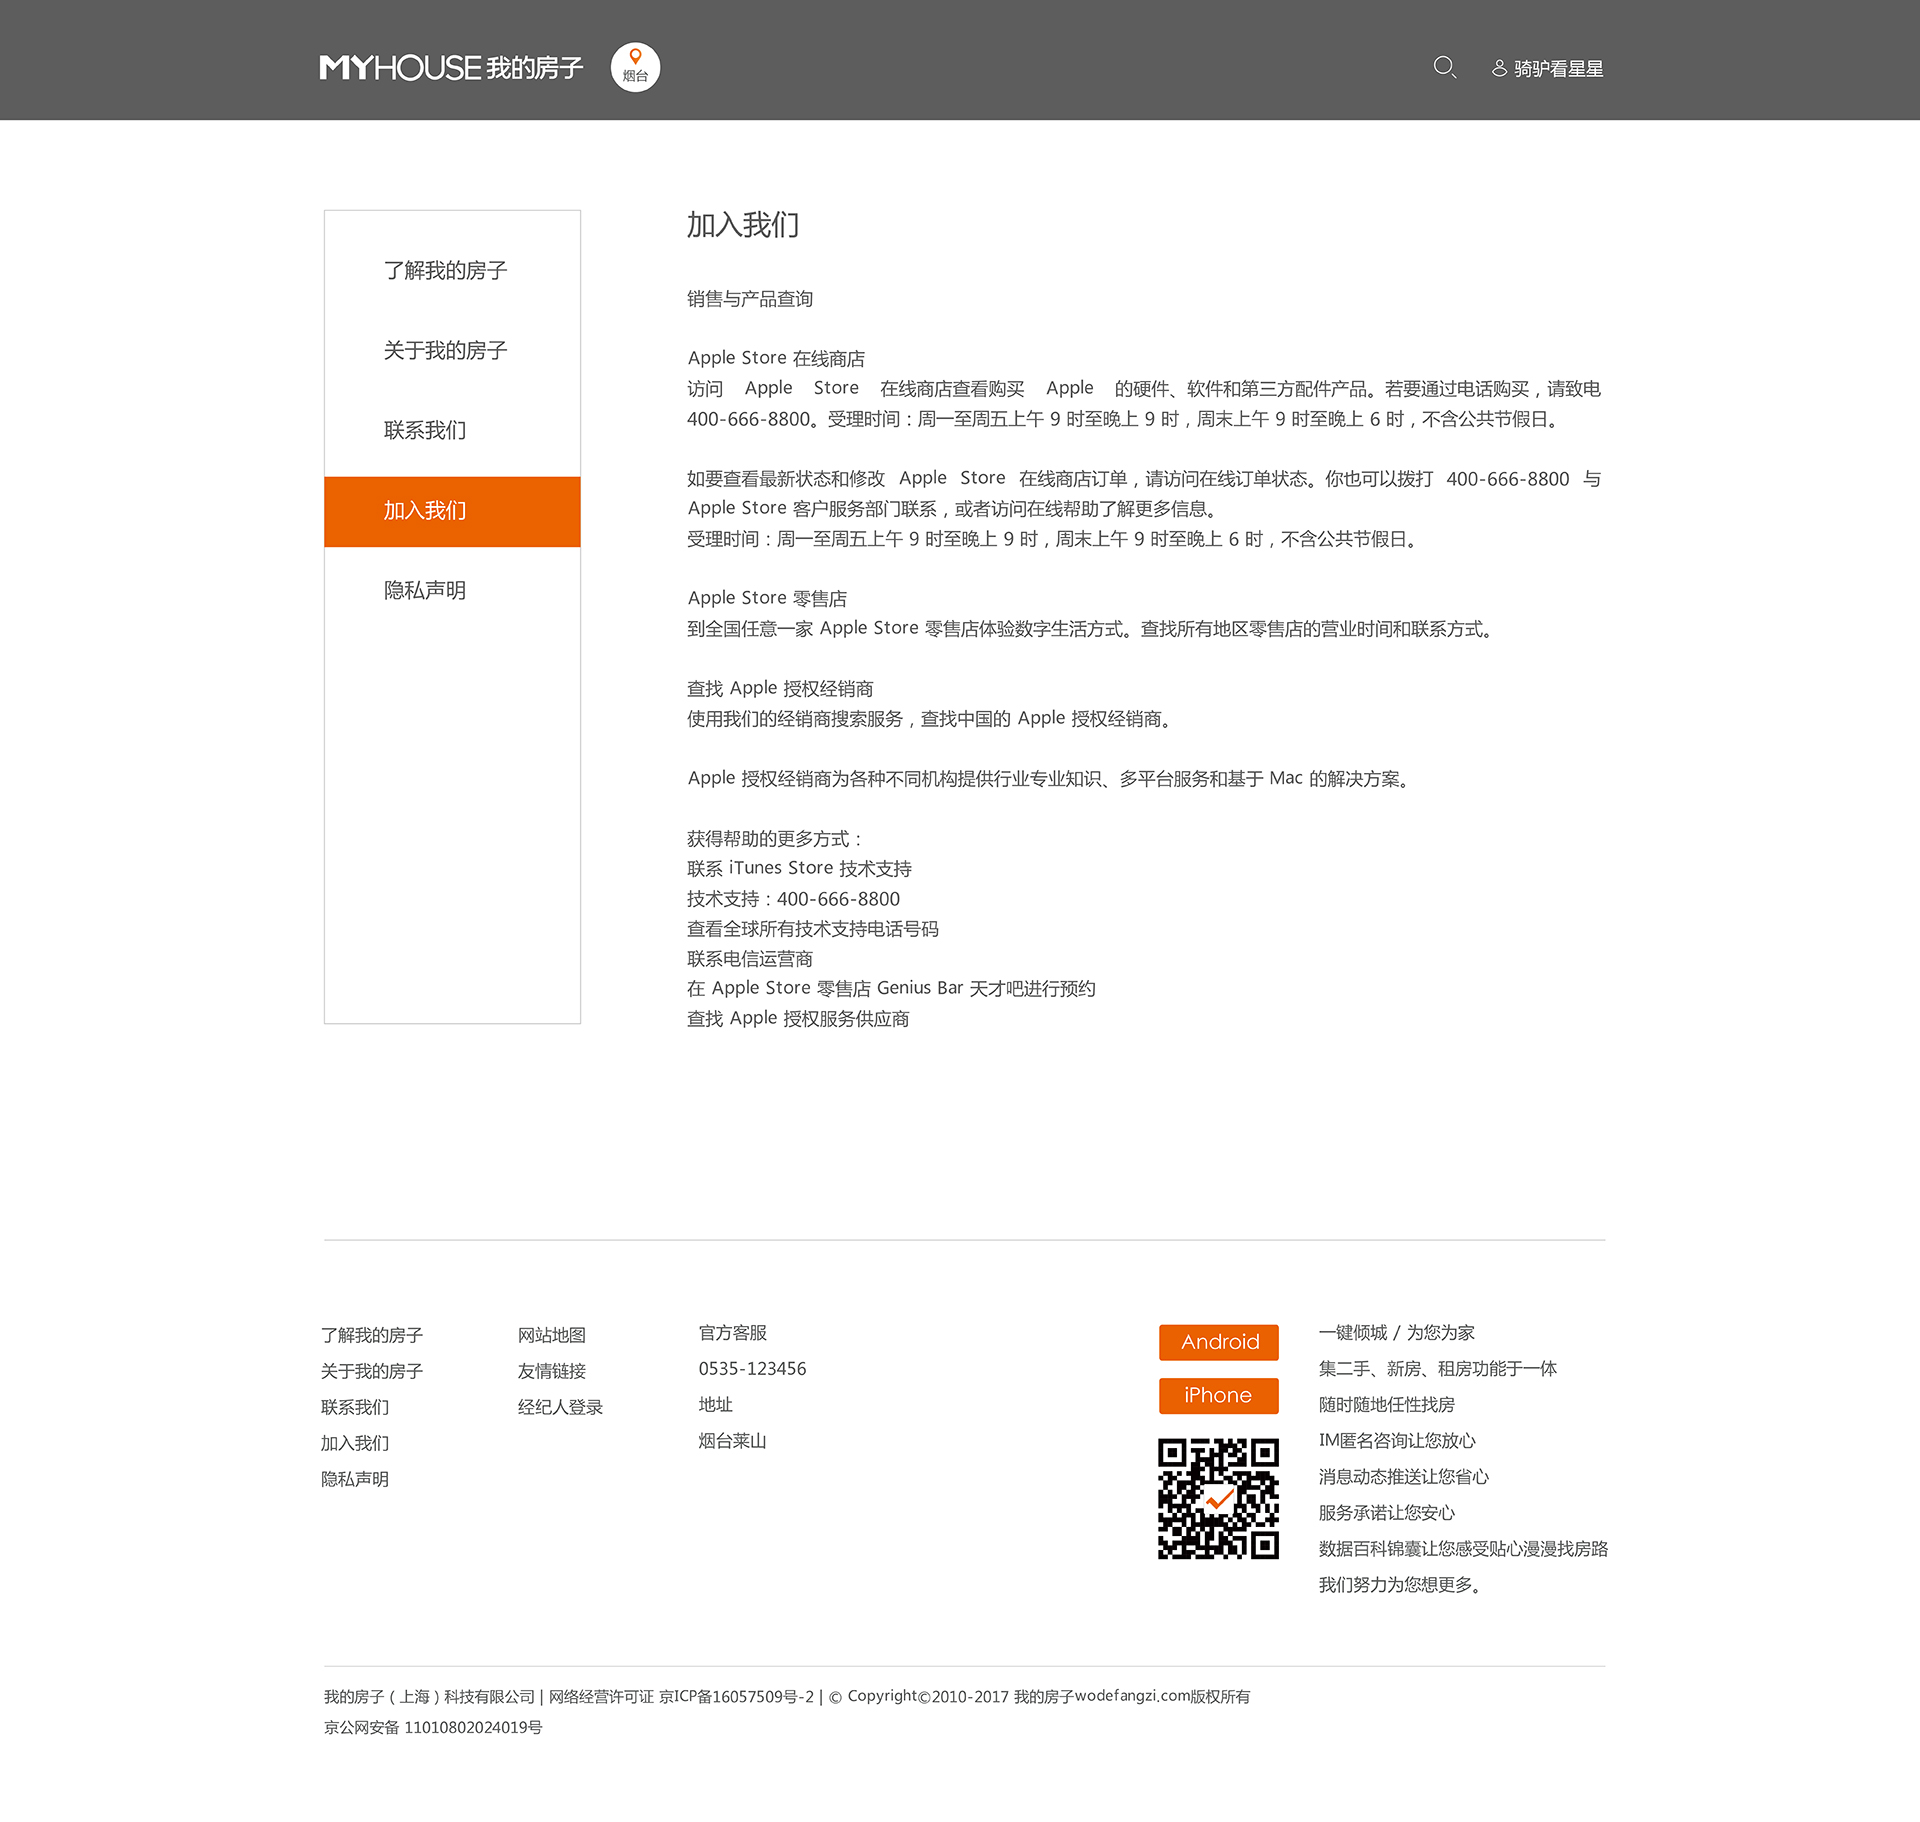 MYHOUSE 我的房子
烟台
骑驴看星星
了解我的房子
关于我的房子
联系我们
加入我们
隐私声明
加入我们
销售与产品查询
Apple Store 在线商店
访问 Apple Store 在线商店查看购买 Apple 的硬件、软件和第三方配件产品。若要通过电话购买，请致电
400-666-8800。受理时间：周一至周五上午 9 时至晚上 9 时，周末上午 9 时至晚上 6 时，不含公共节假日。
如要查看最新状态和修改 Apple Store 在线商店订单，请访问在线订单状态。你也可以拨打 400-666-8800 与
Apple Store 客户服务部门联系，或者访问在线帮助了解更多信息。
受理时间：周一至周五上午 9 时至晚上 9 时，周末上午 9 时至晚上 6 时，不含公共节假日。
Apple Store 零售店
到全国任意一家 Apple Store 零售店体验数字生活方式。查找所有地区零售店的营业时间和联系方式。
查找 Apple 授权经销商
使用我们的经销商搜索服务，查找中国的 Apple 授权经销商。
Apple 授权经销商为各种不同机构提供行业专业知识、多平台服务和基于 Mac 的解决方案。
获得帮助的更多方式：
联系 iTunes Store 技术支持
技术支持：400-666-8800
查看全球所有技术支持电话号码
联系电信运营商
在 Apple Store 零售店 Genius Bar 天才吧进行预约
查找 Apple 授权服务供应商
了解我的房子
关于我的房子
联系我们
加入我们
隐私声明
网站地图
友情链接
经纪人登录
官方客服
0535-123456
地址
烟台莱山
Android
iPhone
一键倾城 / 为您为家
集二手、新房、租房功能于一体
随时随地任性找房
IM匿名咨询让您放心
消息动态推送让您省心
服务承诺让您安心
数据百科锦囊让您感受贴心漫漫找房路
我们努力为您想更多。
我的房子（上海）科技有限公司 | 网络经营许可证 京ICP备16057509号-2 | © Copyright©2010-2017 我的房子wodefangzi.com版权所有
京公网安备 11010802024019号